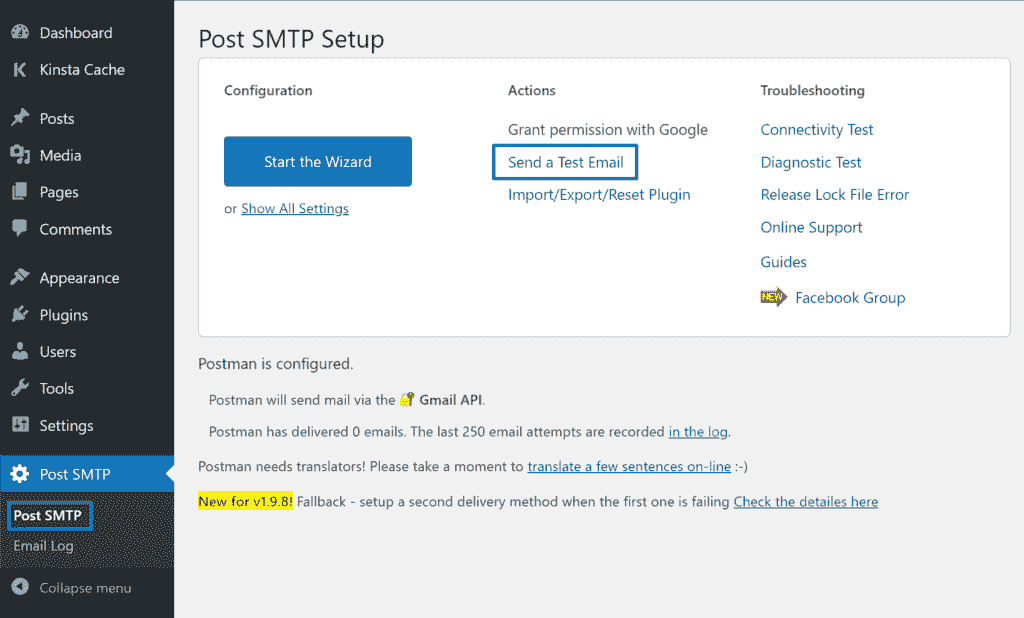 Dashboard
Kinsta Cache
Posts
Media
Pages
Comments
Appearance
Plugins
Users
Tools
Settings
Post SMTP
Post SMTP
Email Log
Collapse menu
Post SMTP Setup
Configuration
Start the Wizard
or Show All Settings
Actions
Grant permission with Google
Send a Test Email
Import/Export/Reset Plugin
Troubleshooting
Connectivity Test
Diagnostic Test
Release Lock File Error
Online Support
Guides
NEW Facebook Group
Postman is configured.
Postman will send mail via the Gmail API.
Postman has delivered 0 emails. The last 250 email attempts are recorded in the log.
Postman needs translators! Please take a moment to translate a few sentences on-line :-)
New for v1.9.8! Fallback - setup a second delivery method when the first one is failing Check the detailes here